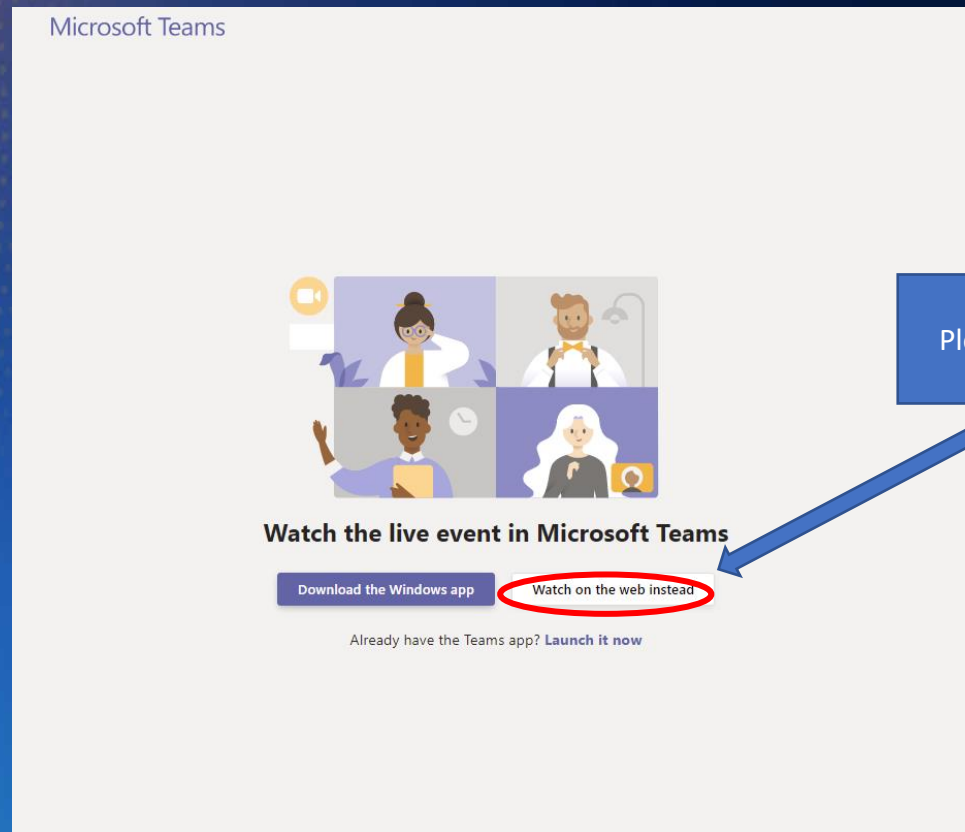 Microsoft Teams
Watch the live event in Microsoft Teams
Download the Windows app
Watch on the web instead
Already have the Teams app? Launch it now